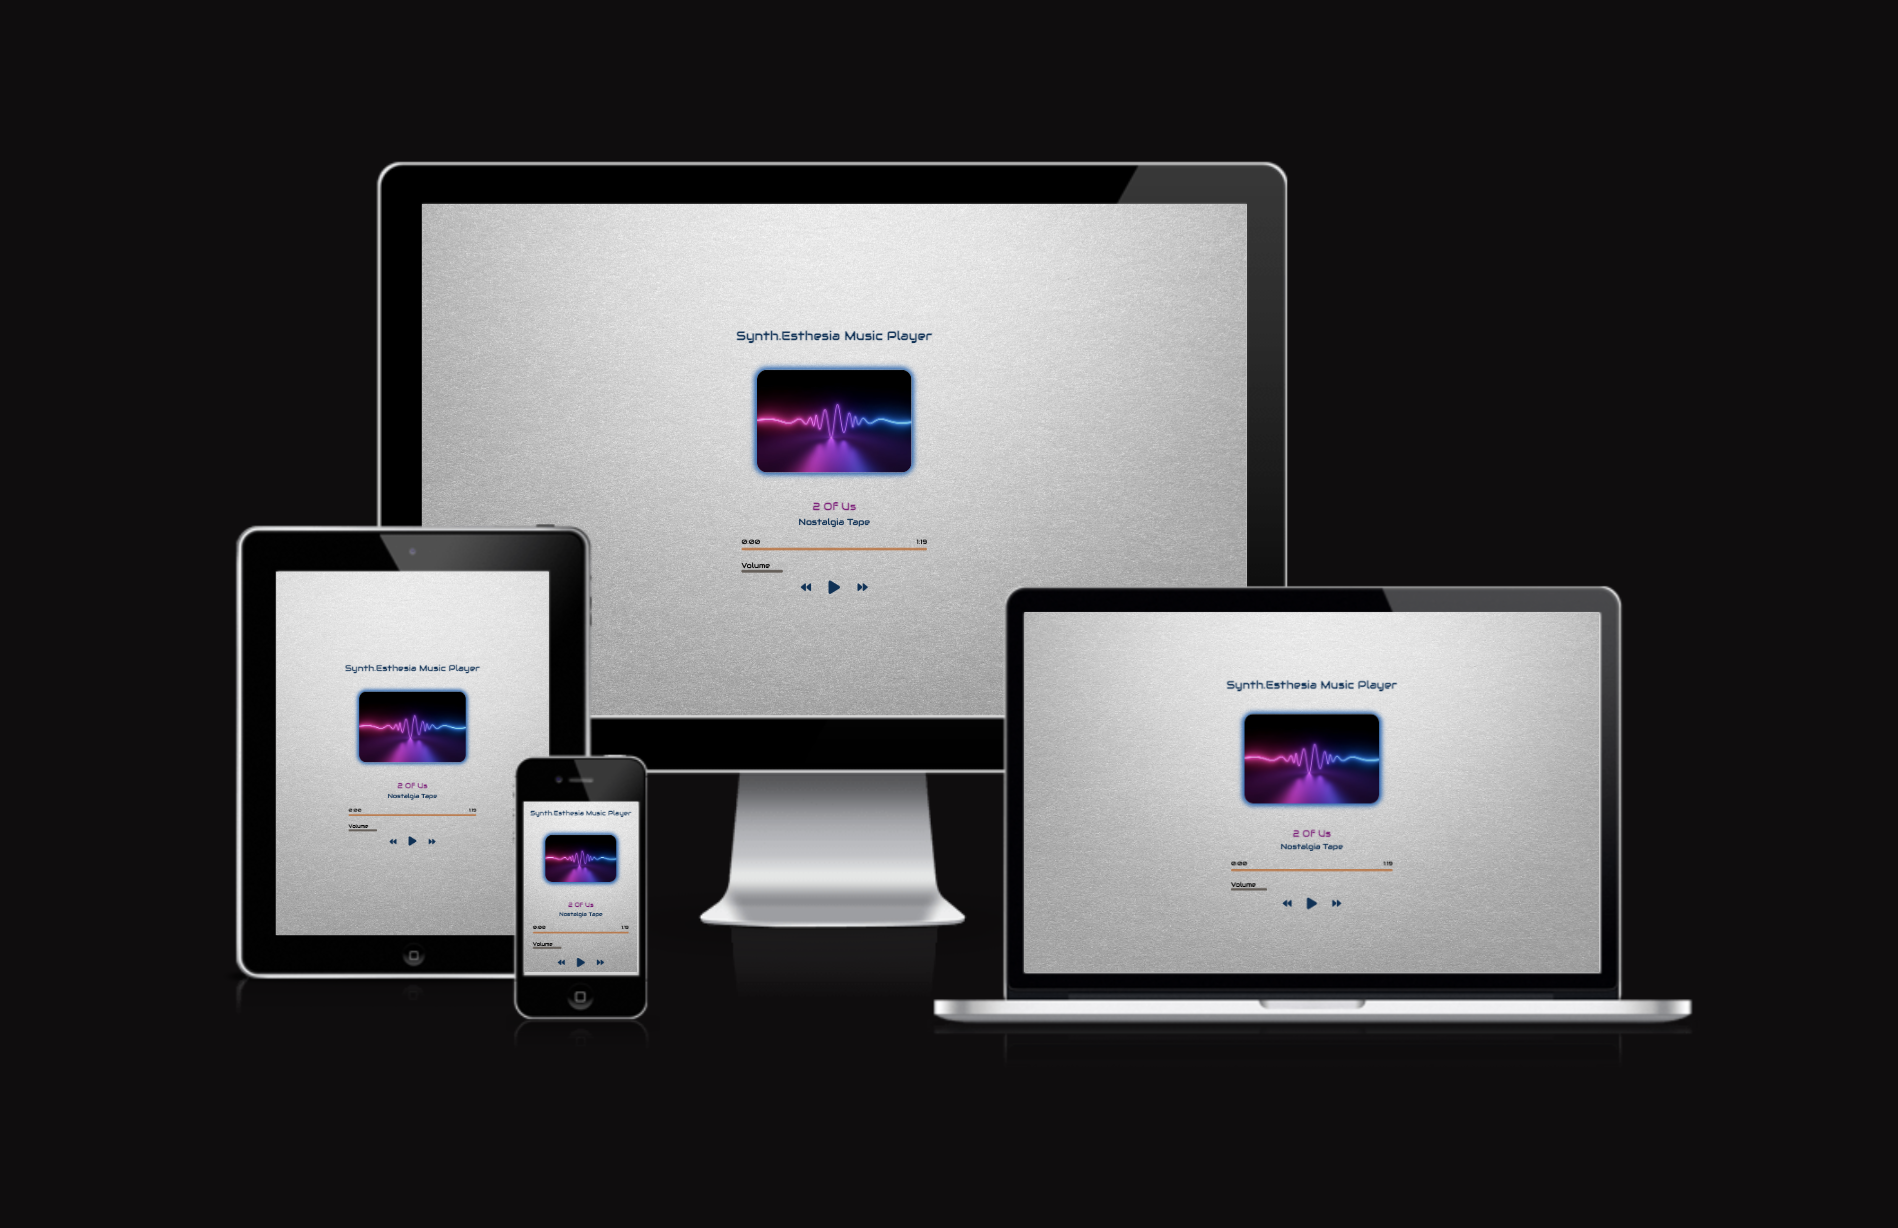 Synth.Esthesia Music Player
2 Of Us
Nostalgia Tape
0:00 1:19
Volume
Synth.Esthesia Music Player
2 Of Us
Nostalgia Tape
0:00 1:19
Volume
Synth.Esthesia Music Player
2 Of Us
Nostalgia Tape
0:00 1:19
Volume
Synth.Esthesia Music Player
2 Of Us
Nostalgia Tape
0:00 1:19
Volume